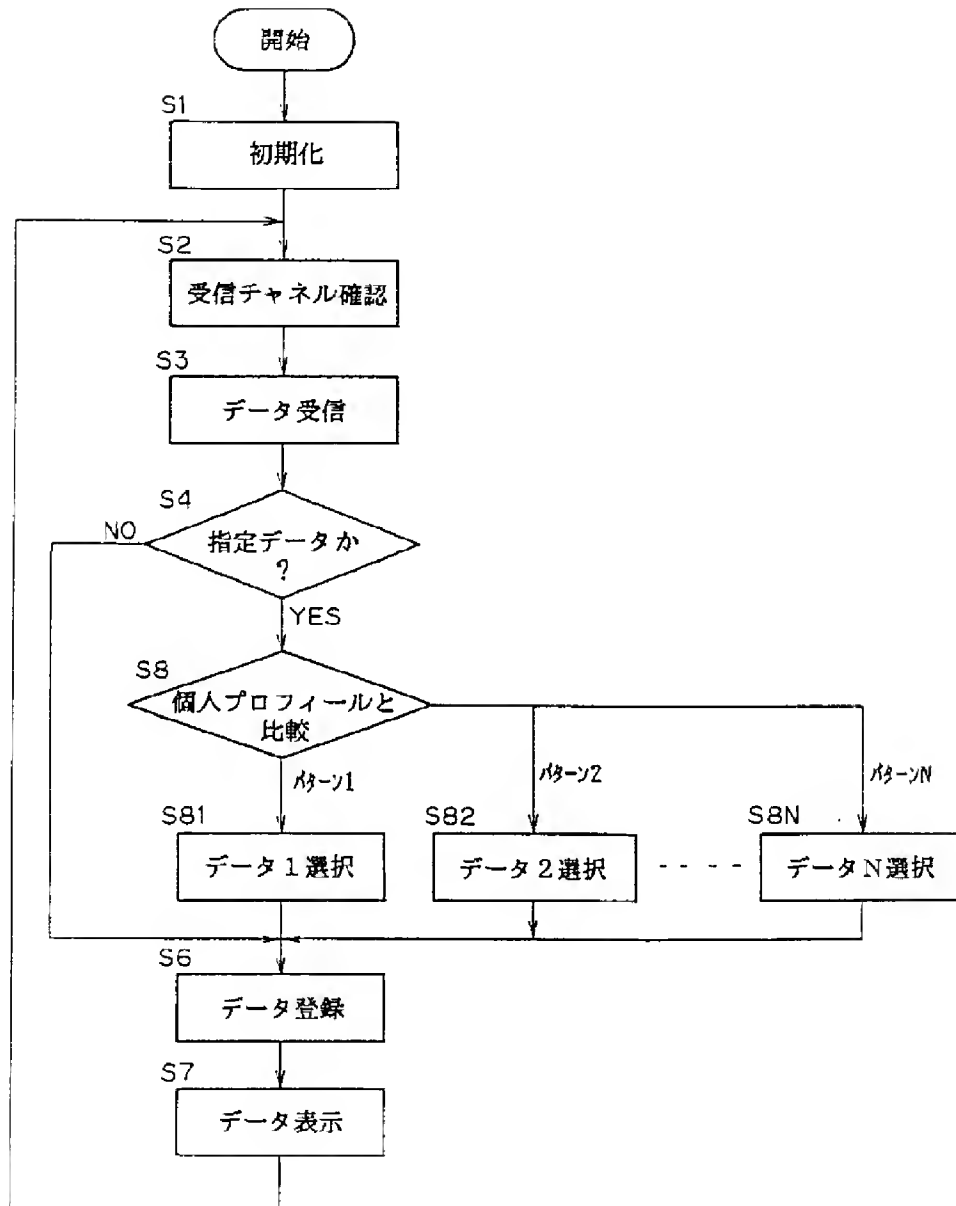 開始
S1
初期化
S2
受信チャネル確認
S3
データ受信
S4
NO
指定データか
?
YES
S8
個人プロフィールと
比較
パターン1
パターン2
パターンN
S81
データ1選択
S82
データ2選択
S8N
データN選択
S6
データ登録
S7
データ表示